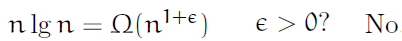 n lg n = Ω(n^{1+ϵ}) ϵ > 0? No